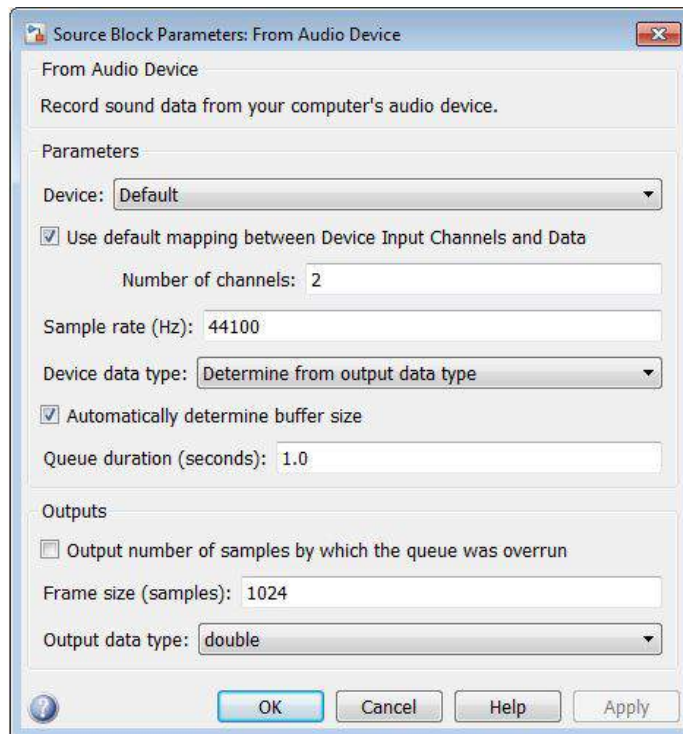 Source Block Parameters: From Audio Device
From Audio Device
Record sound data from your computer's audio device.
Parameters
Device: Default
Use default mapping between Device Input Channels and Data
Number of channels: 2
Sample rate (Hz): 44100
Device data type: Determine from output data type
Automatically determine buffer size
Queue duration (seconds): 1.0
Outputs
Output number of samples by which the queue was overrun
Frame size (samples): 1024
Output data type: double
OK Cancel Help Apply